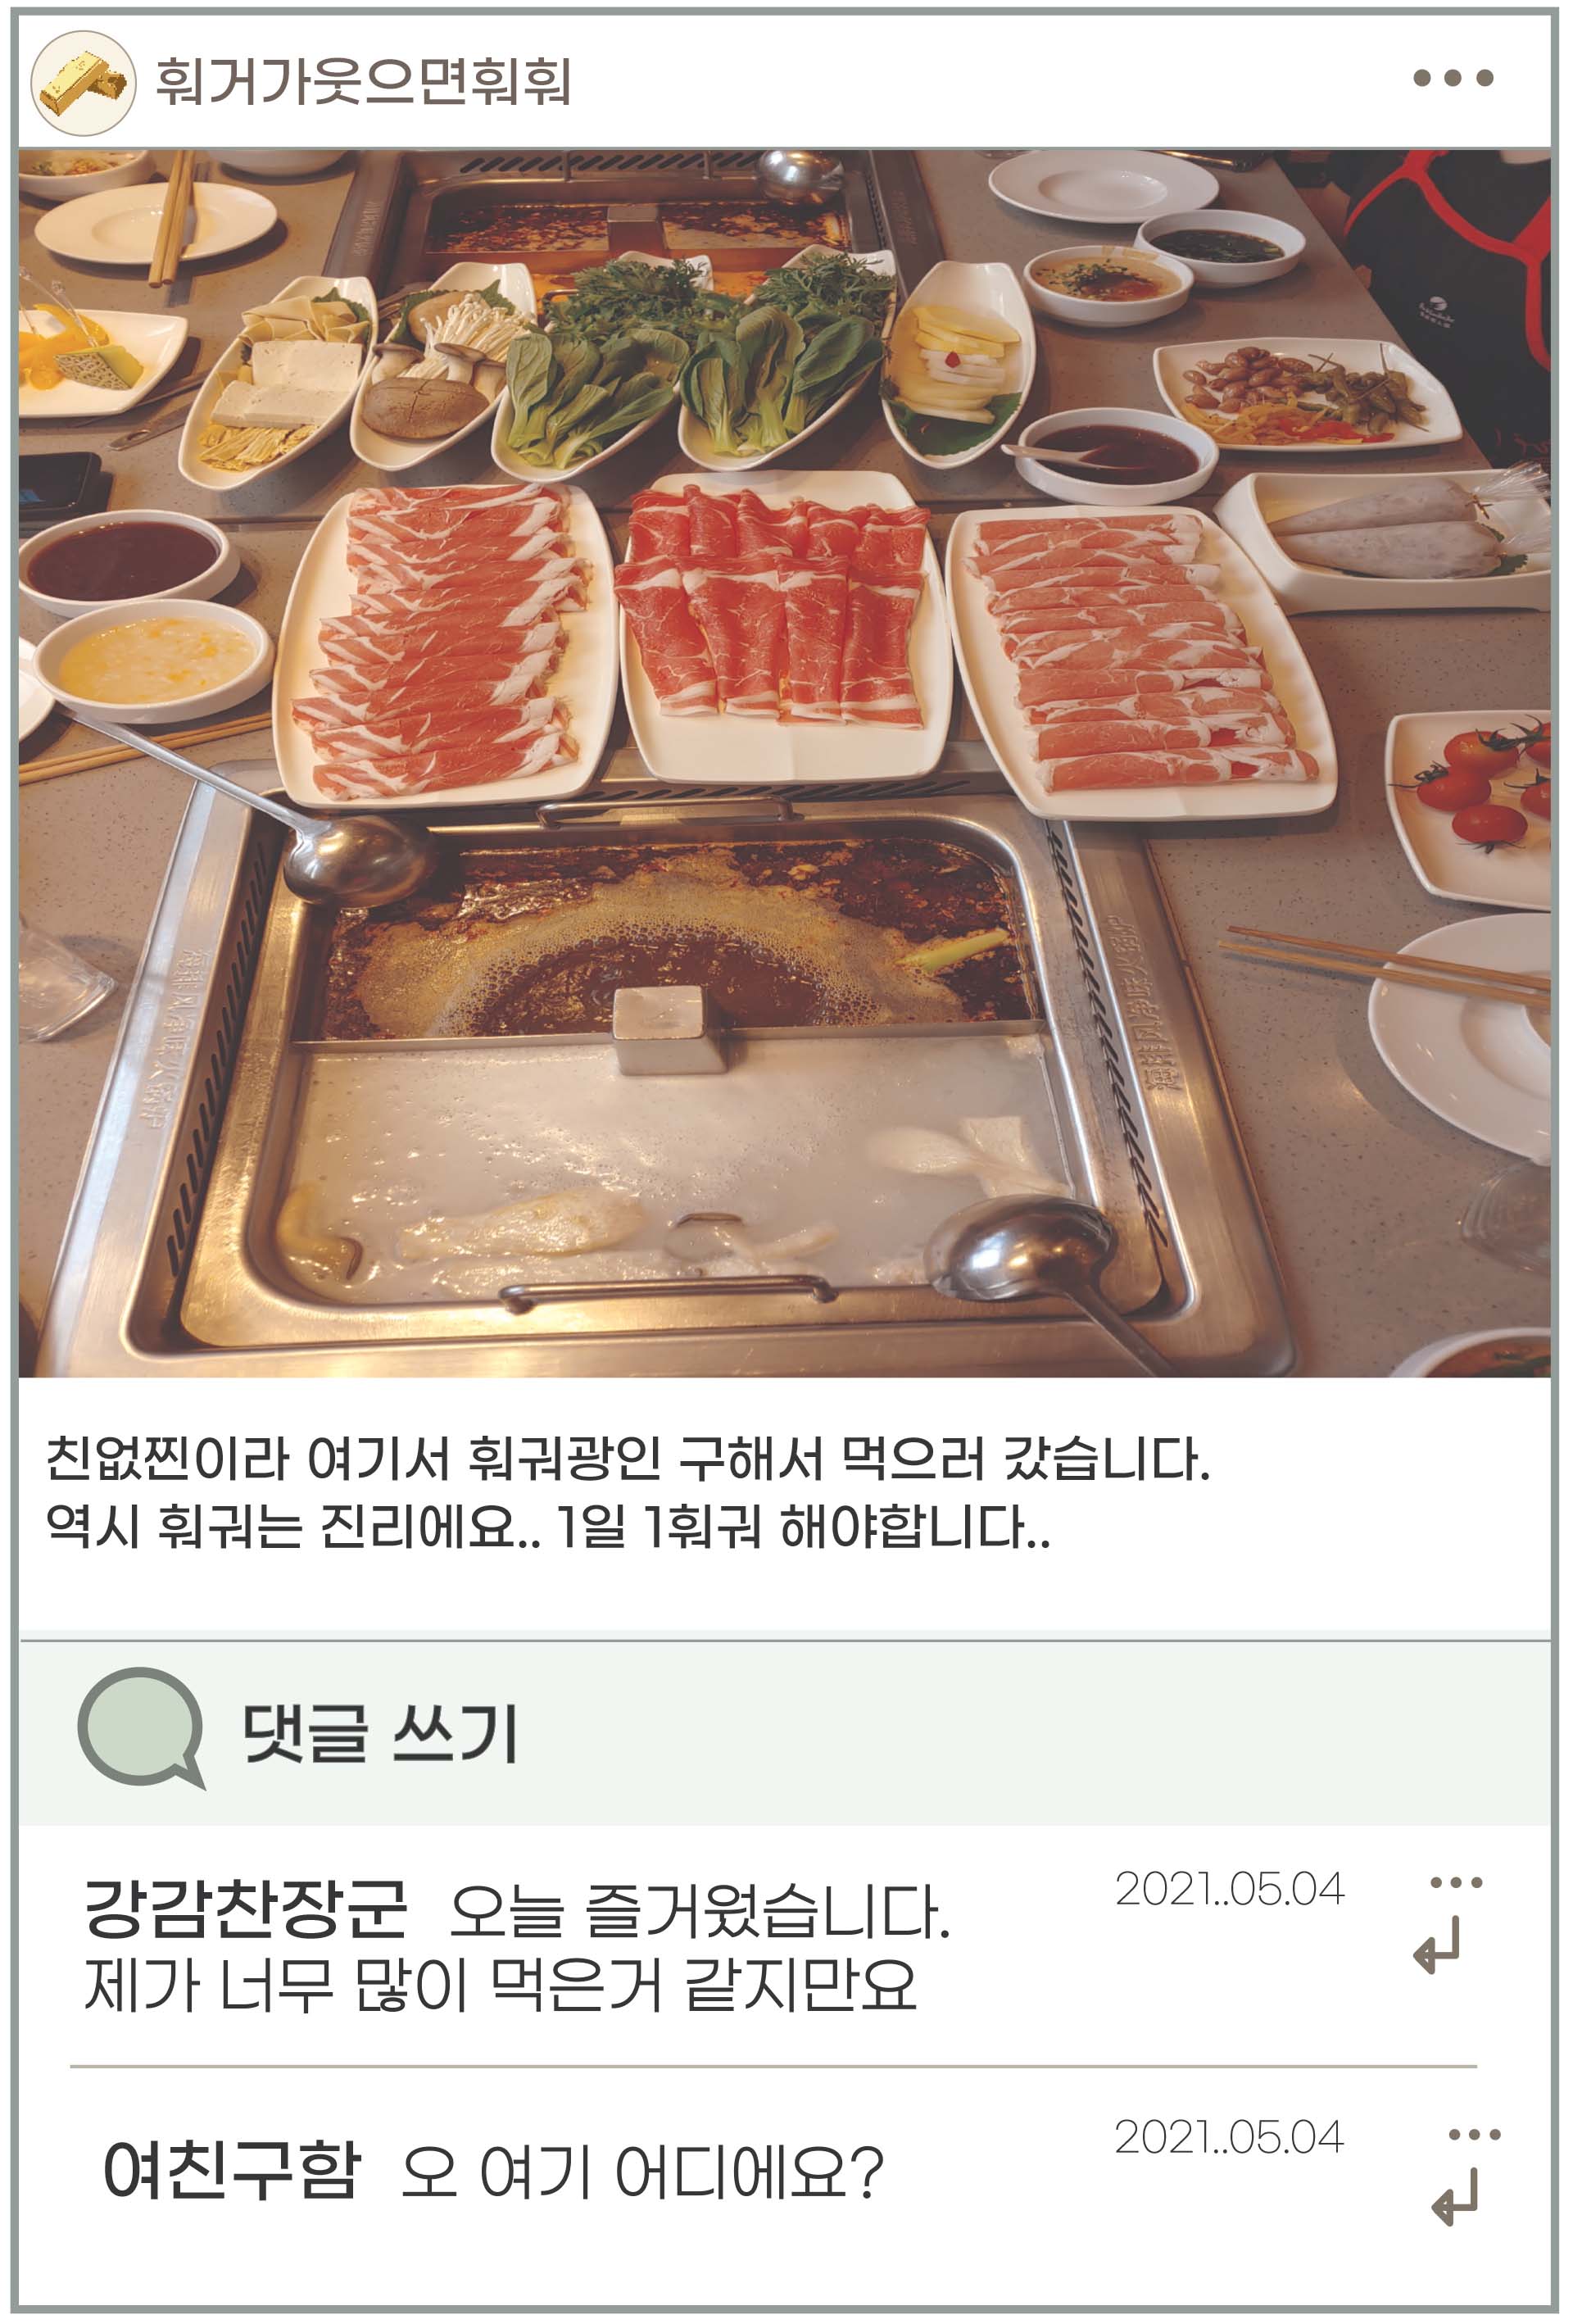 훠거가웃으면훠훠
친없찐이라 여기서 훠궈광인 구해서 먹으러 갔습니다.
역시 훠궈는 진리에요.. 1일 1훠궈 해야합니다..
댓글 쓰기
강감찬장군 오늘 즐거웠습니다.
2021..05.04
제가 너무 많이 먹은거 같지만요
여친구함 오 여기 어디에요?
2021..05.04